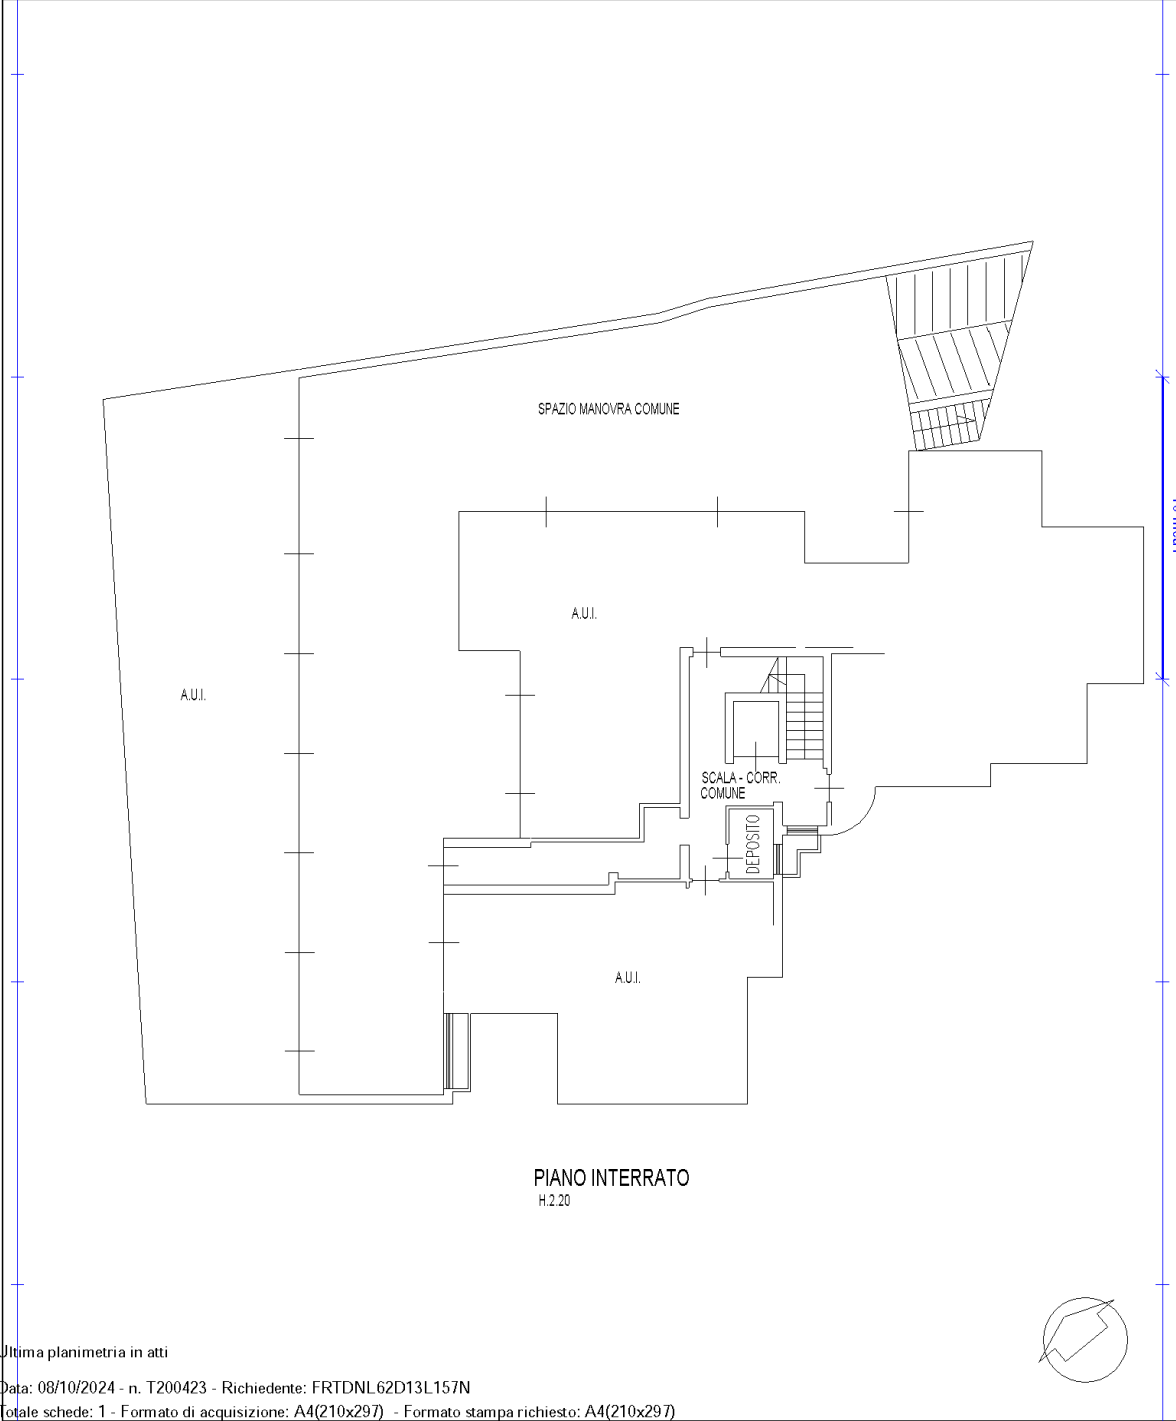 SPAZIO MANOVRA COMUNE
A.U.I.
A.U.I.
SCALA - CORR.
COMUNE
DEPOSITO
A.U.I.
PIANO INTERRATO
H.2.20
Ultima planimetria in atti
Data: 08/10/2024 - n. T200423 - Richiedente: FRTDNL62D13L157N
Totale schede: 1 - Formato di acquisizione: A4(210x297) - Formato stampa richiesto: A4(210x297)